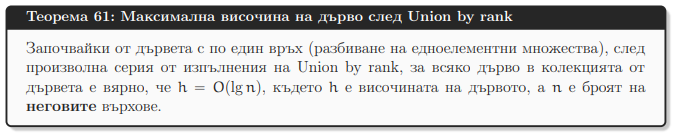 Теорема 61: Максимална височина на дърво след Union by rank
Започвайки от дървета с по един връх (разбиване на едноелементни множества), след
произволна серия от изпълнения на Union by rank, за всяко дърво в колекцията от
дървета е вярно, че h = O(lg n), където h е височината на дървото, а n е броят на
неговите върхове.